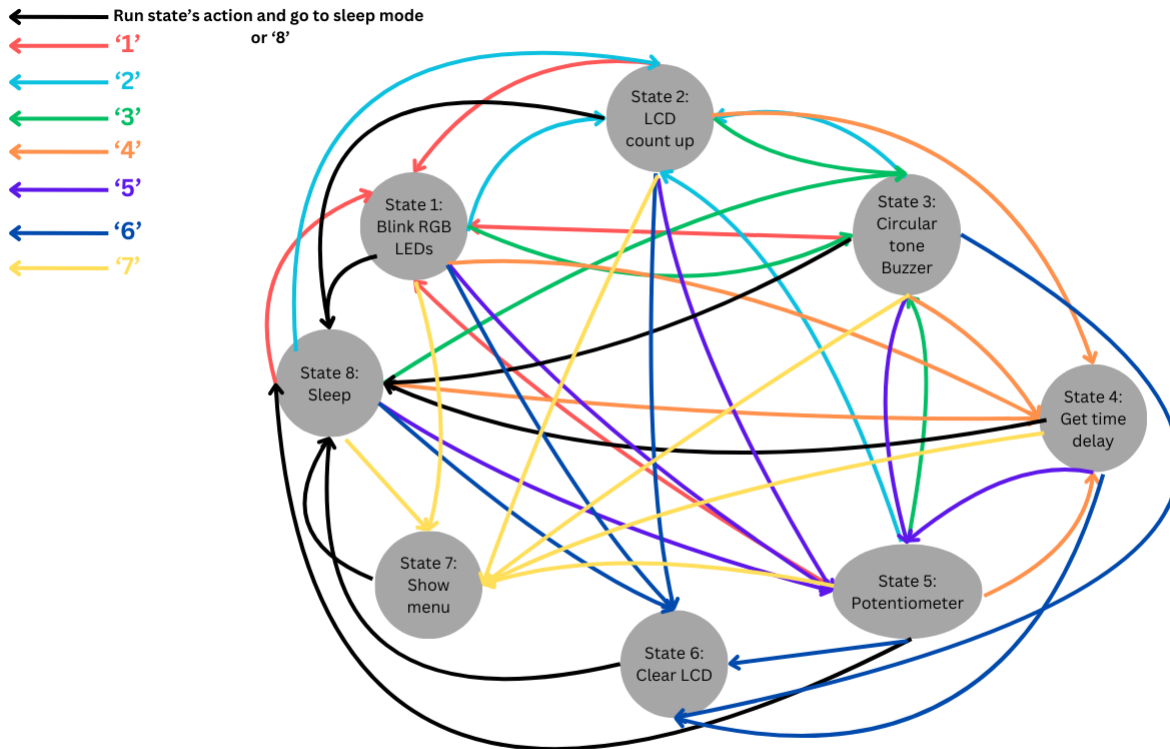 Run state’s action and go to sleep mode
or ‘8’
‘1’
‘2’
‘3’
‘4’
‘5’
‘6’
‘7’
State 2:
LCD
count up
State 1:
Blink RGB
LEDs
State 3:
Circular
tone
Buzzer
State 8:
Sleep
State 4:
Get time
delay
State 7:
Show
menu
State 5:
Potentiometer
State 6:
Clear LCD